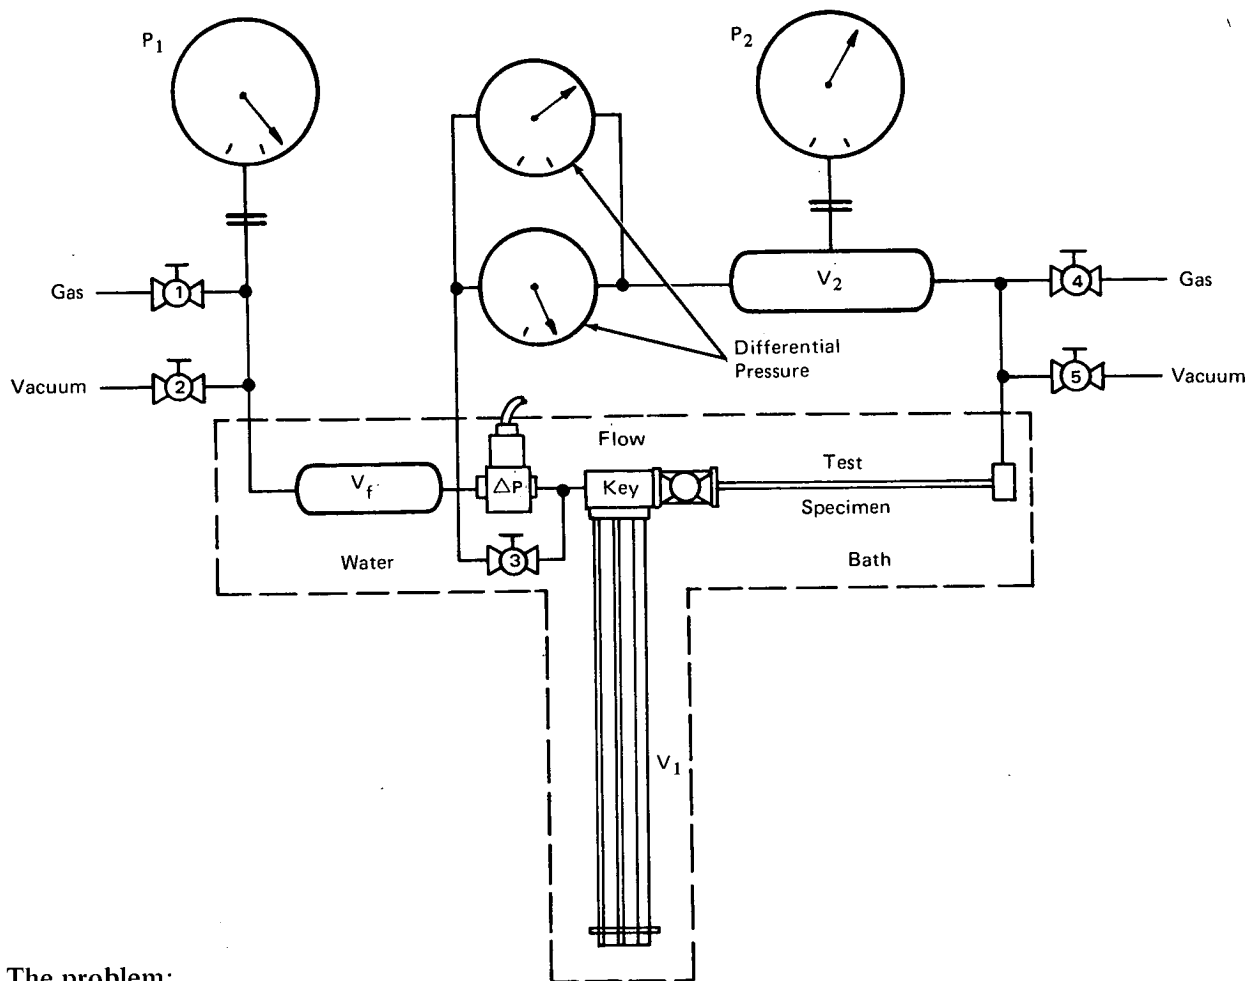 P1
P2
Gas
1
Vacuum
2
V2
4
Gas
Differential
Pressure
5
Vacuum
Flow
Vf
ΔP
Key
Test
Specimen
3
Water
Bath
V1
The problem: